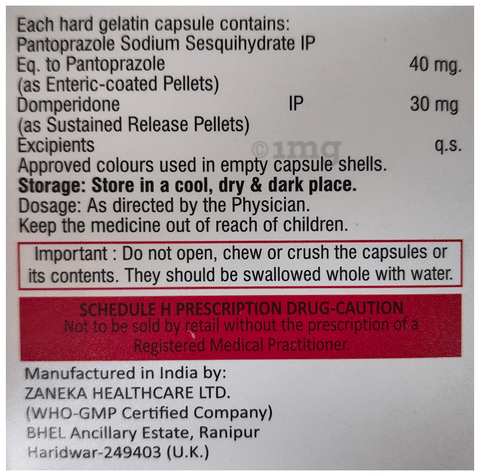 Each hard gelatin capsule contains:
Pantoprazole Sodium Sesquihydrate IP
Eq. to Pantoprazole 40 mg.
(as Enteric-coated Pellets)
Domperidone IP 30 mg
(as Sustained Release Pellets)
©1mg
Excipients q.s.
Approved colours used in empty capsule shells.
Storage: Store in a cool, dry & dark place.
Dosage: As directed by the Physician.
Keep the medicine out of reach of children.
Important : Do not open, chew or crush the capsules or
its contents. They should be swallowed whole with water.
SCHEDULE H PRESCRIPTION DRUG-CAUTION
Not to be sold by retail without the prescription of a
Registered Medical Practitioner.
Manufactured in India by:
ZANEKA HEALTHCARE LTD.
(WHO-GMP Certified Company)
BHEL Ancillary Estate, Ranipur
Haridwar-249403 (U.K.)